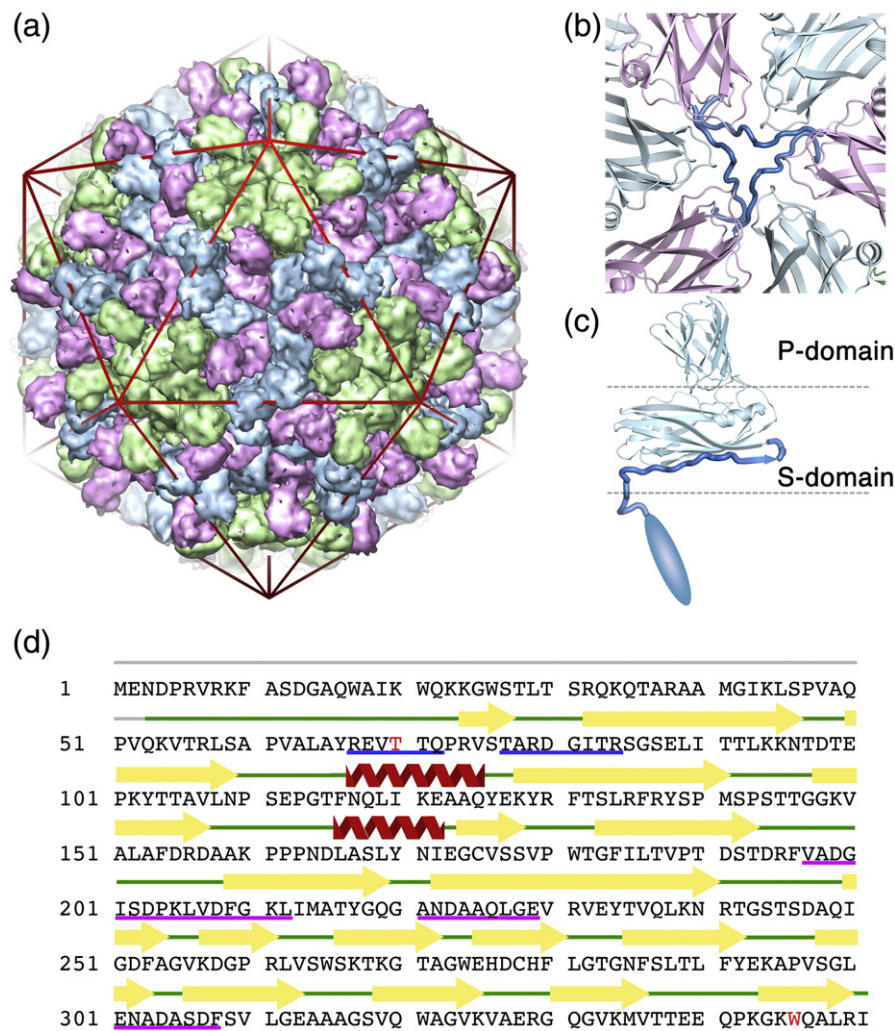 (a)
(b)
(c)
P-domain
S-domain
(d)
1 MENDPRVRKF ASDGAQWAIK WQKKGWSTLT SRQKQTARAA MGIKLSPVAQ
51 PVQKVTRLSA PVALAYREVT TQPRVSTARD GITRSGSELI TTLKKNTDTE
101 PKYTTAVLNP SEPGTFNQLI KEAAQYEKYR FTSLRFRYSP MSPSTTGGKV
151 ALAFDRDAAK PPPNDLASLY NIEGCVSSVP WTGFILTVPT DSTDRFVADG
201 ISDPKLVDFG KLIMATYGQG ANDAAQLGEV RVEYTVQLKN RTGSTSDAQI
251 GDFAGVKDGP RLVSWSKTKG TAGWEHDCHF LGTGNFSLTL FYEKAPVSGL
301 ENADASDFSV LGEAAAGSVQ WAGVKVAERG QGVKMVTTEE QPKGKWQALRI